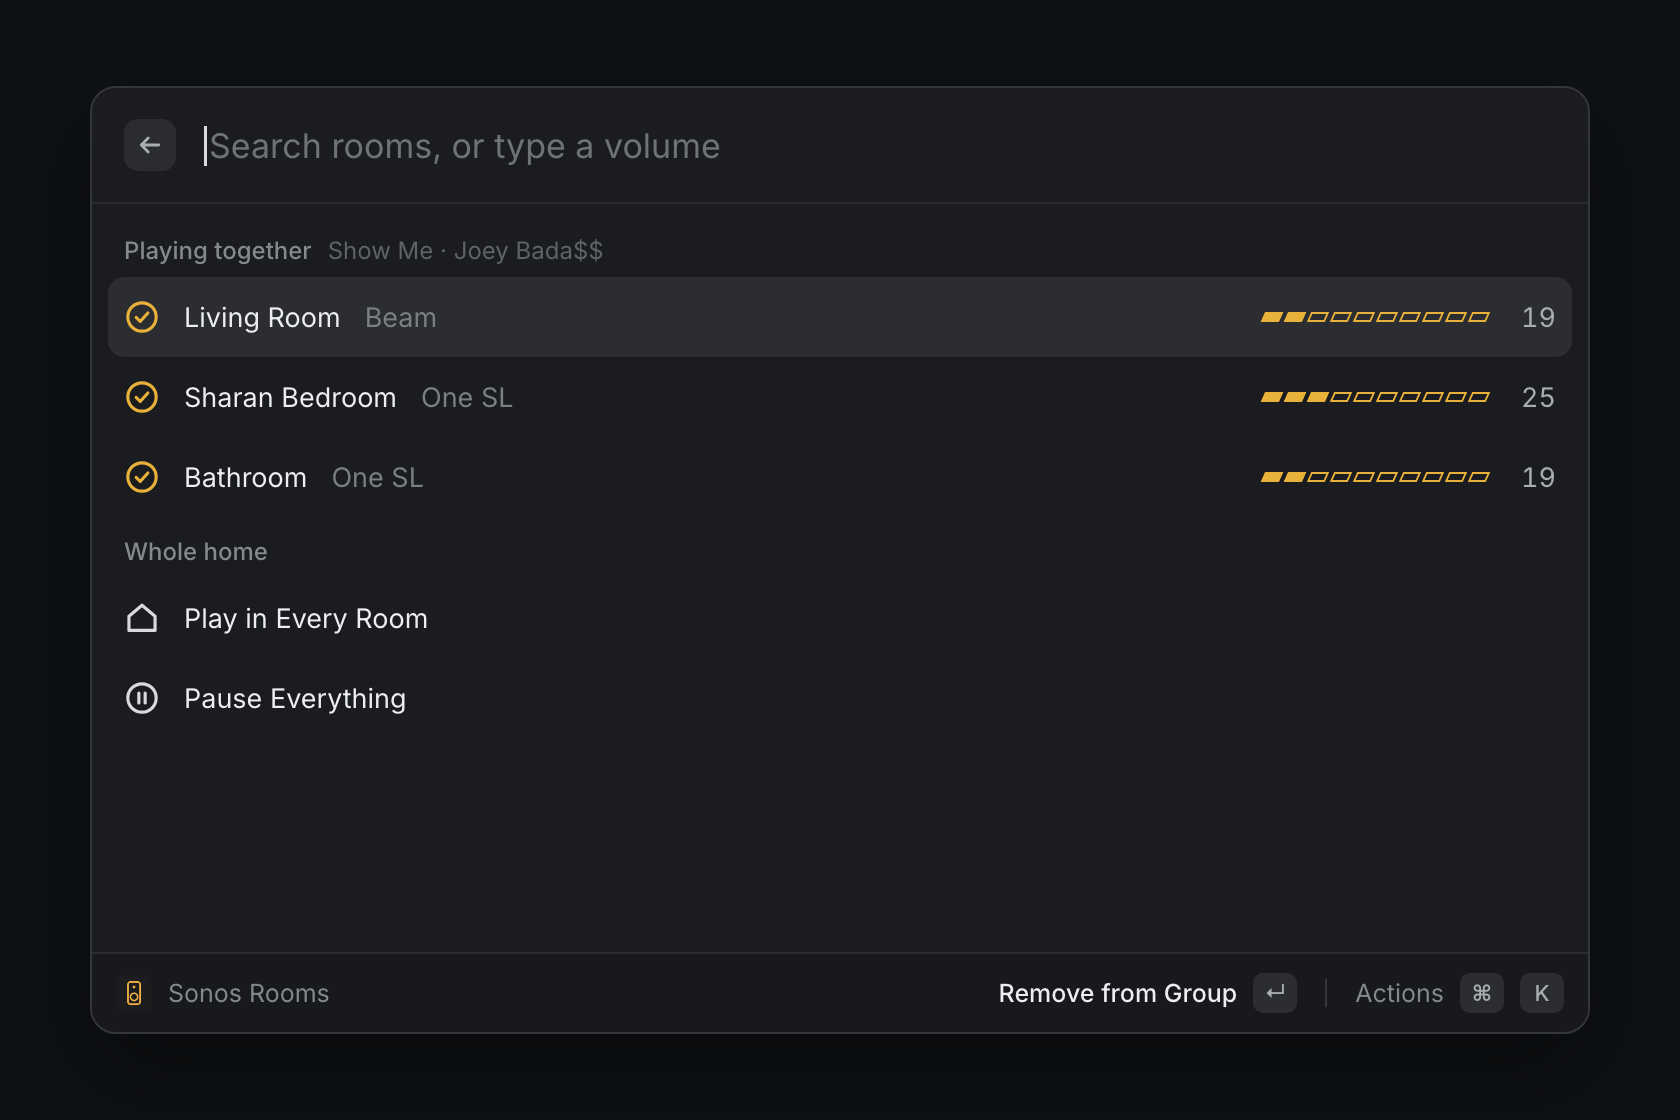 Search rooms, or type a volume
Playing together Show Me · Joey Bada$$
Living Room Beam 19
Sharan Bedroom One SL 25
Bathroom One SL 19
Whole home
Play in Every Room
Pause Everything
Sonos Rooms Remove from Group ↵ Actions ⌘ K